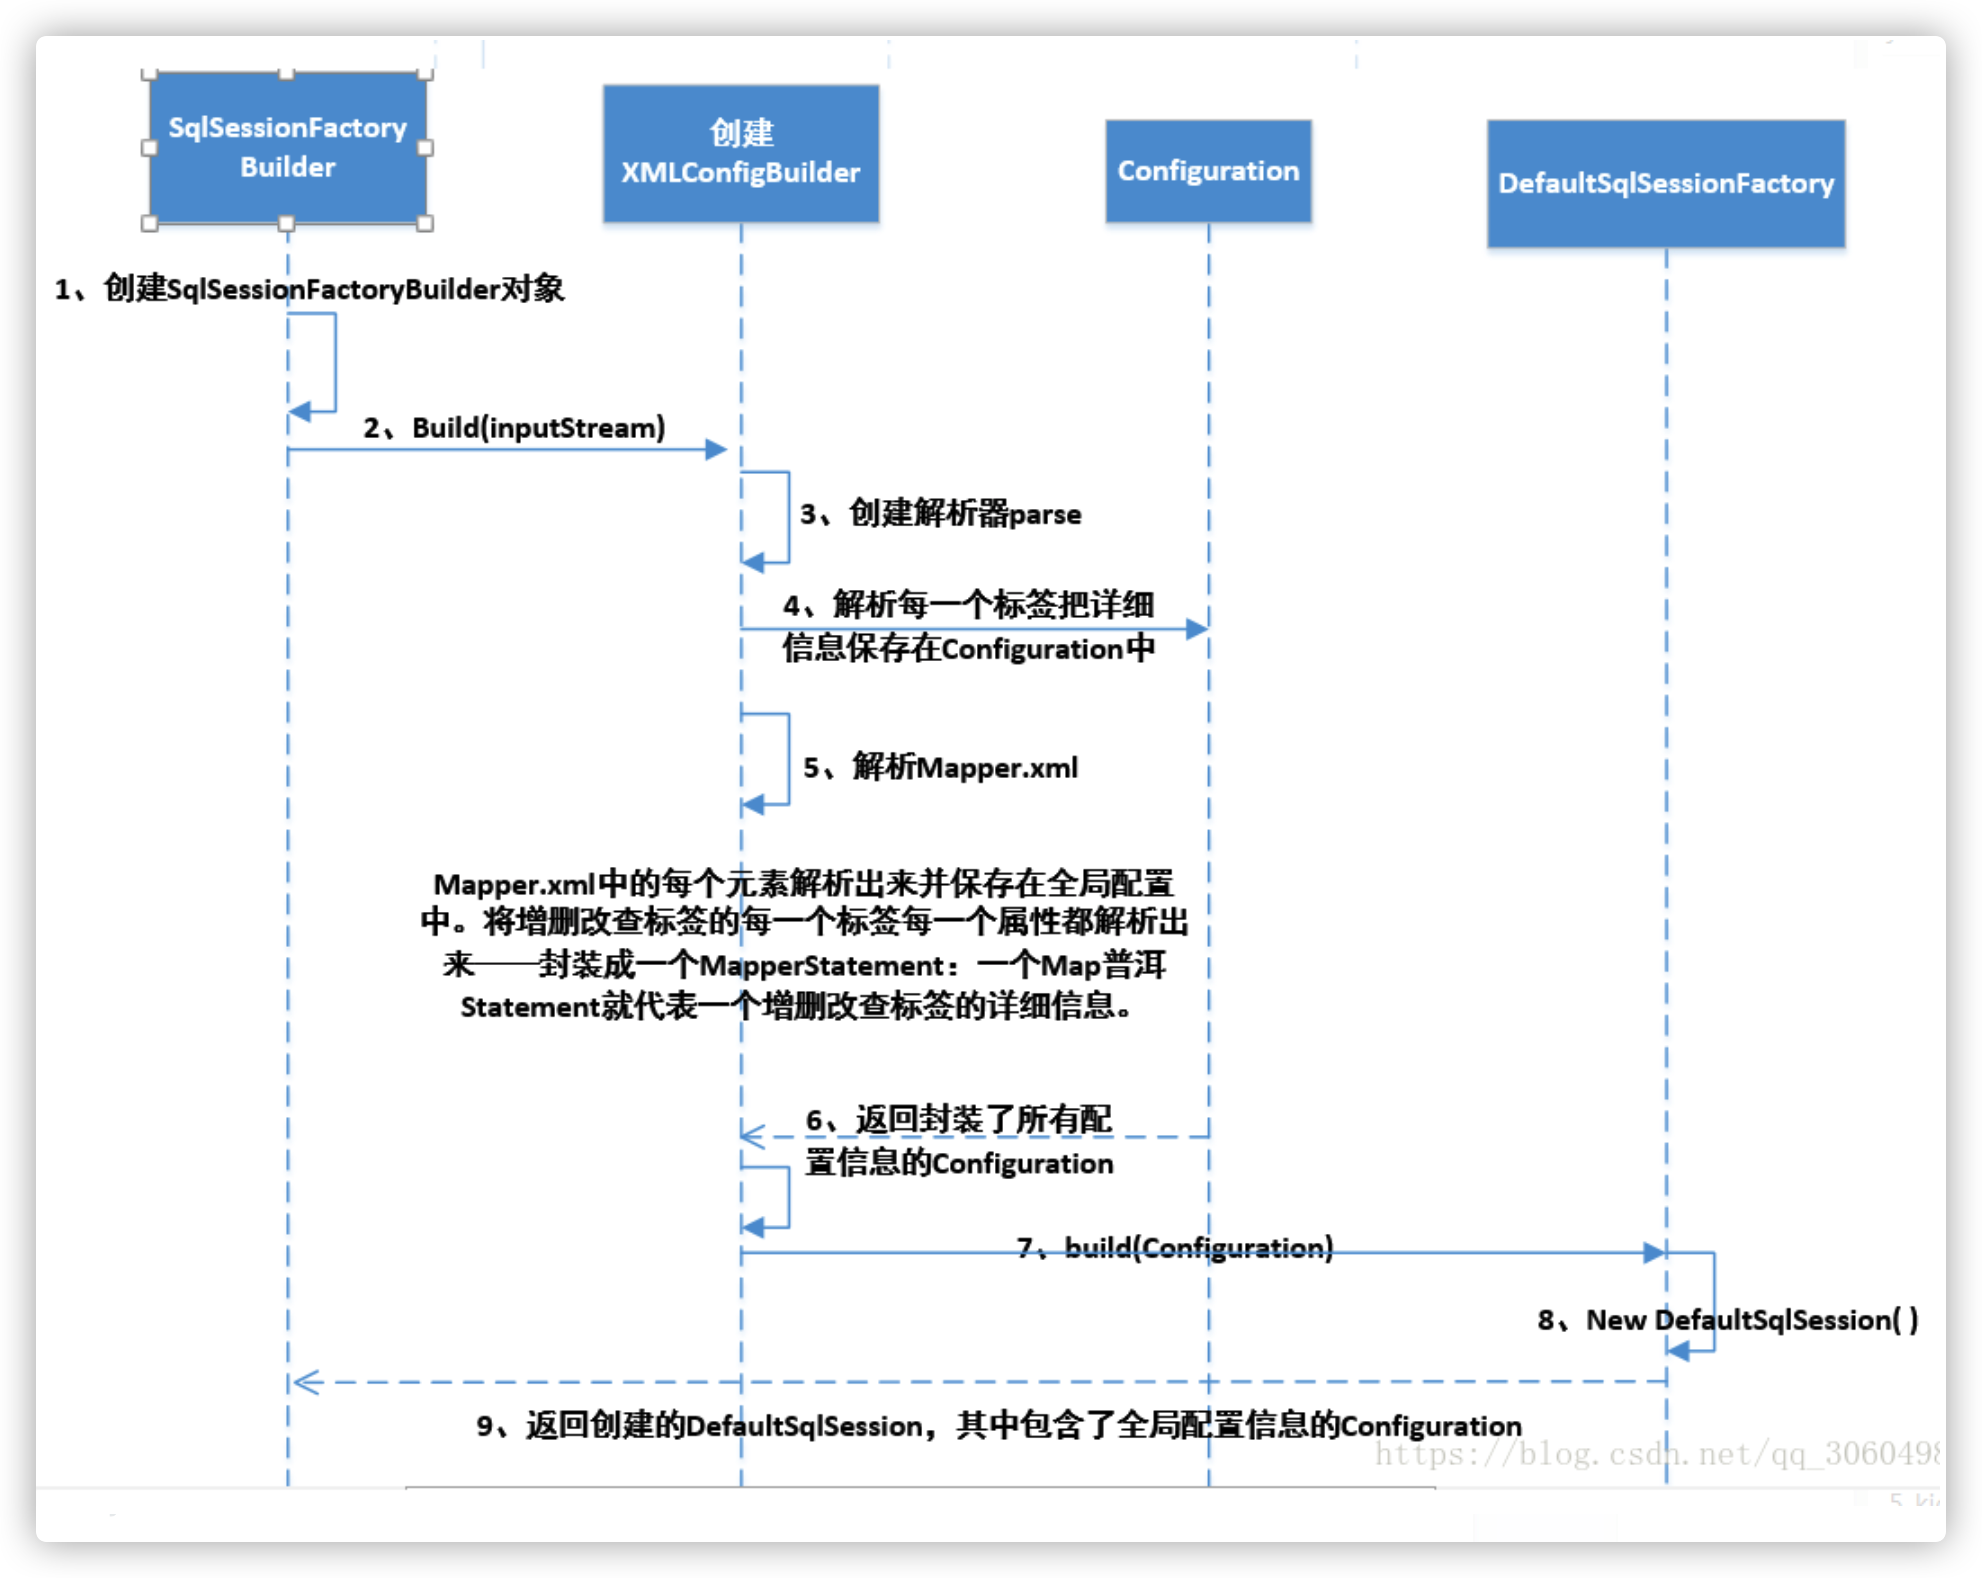 SqlSessionFactory
Builder
创建
XMLConfigBuilder
Configuration
DefaultSqlSessionFactory
1、创建SqlSessionFactoryBuilder对象
2、Build(inputStream)
3、创建解析器parse
4、解析每一个标签把详细
信息保存在Configuration中
5、解析Mapper.xml
Mapper.xml中的每个元素解析出来并保存在全局配置
中。将增删改查标签的每一个标签每一个属性都解析出
来——封装成一个MapperStatement：一个Map普洱
Statement就代表一个增删改查标签的详细信息。
6、返回封装了所有配
置信息的Configuration
7、build(Configuration)
8、New DefaultSqlSession( )
9、返回创建的DefaultSqlSession，其中包含了全局配置信息的Configuration
https://blog.csdn.net/qq_306049